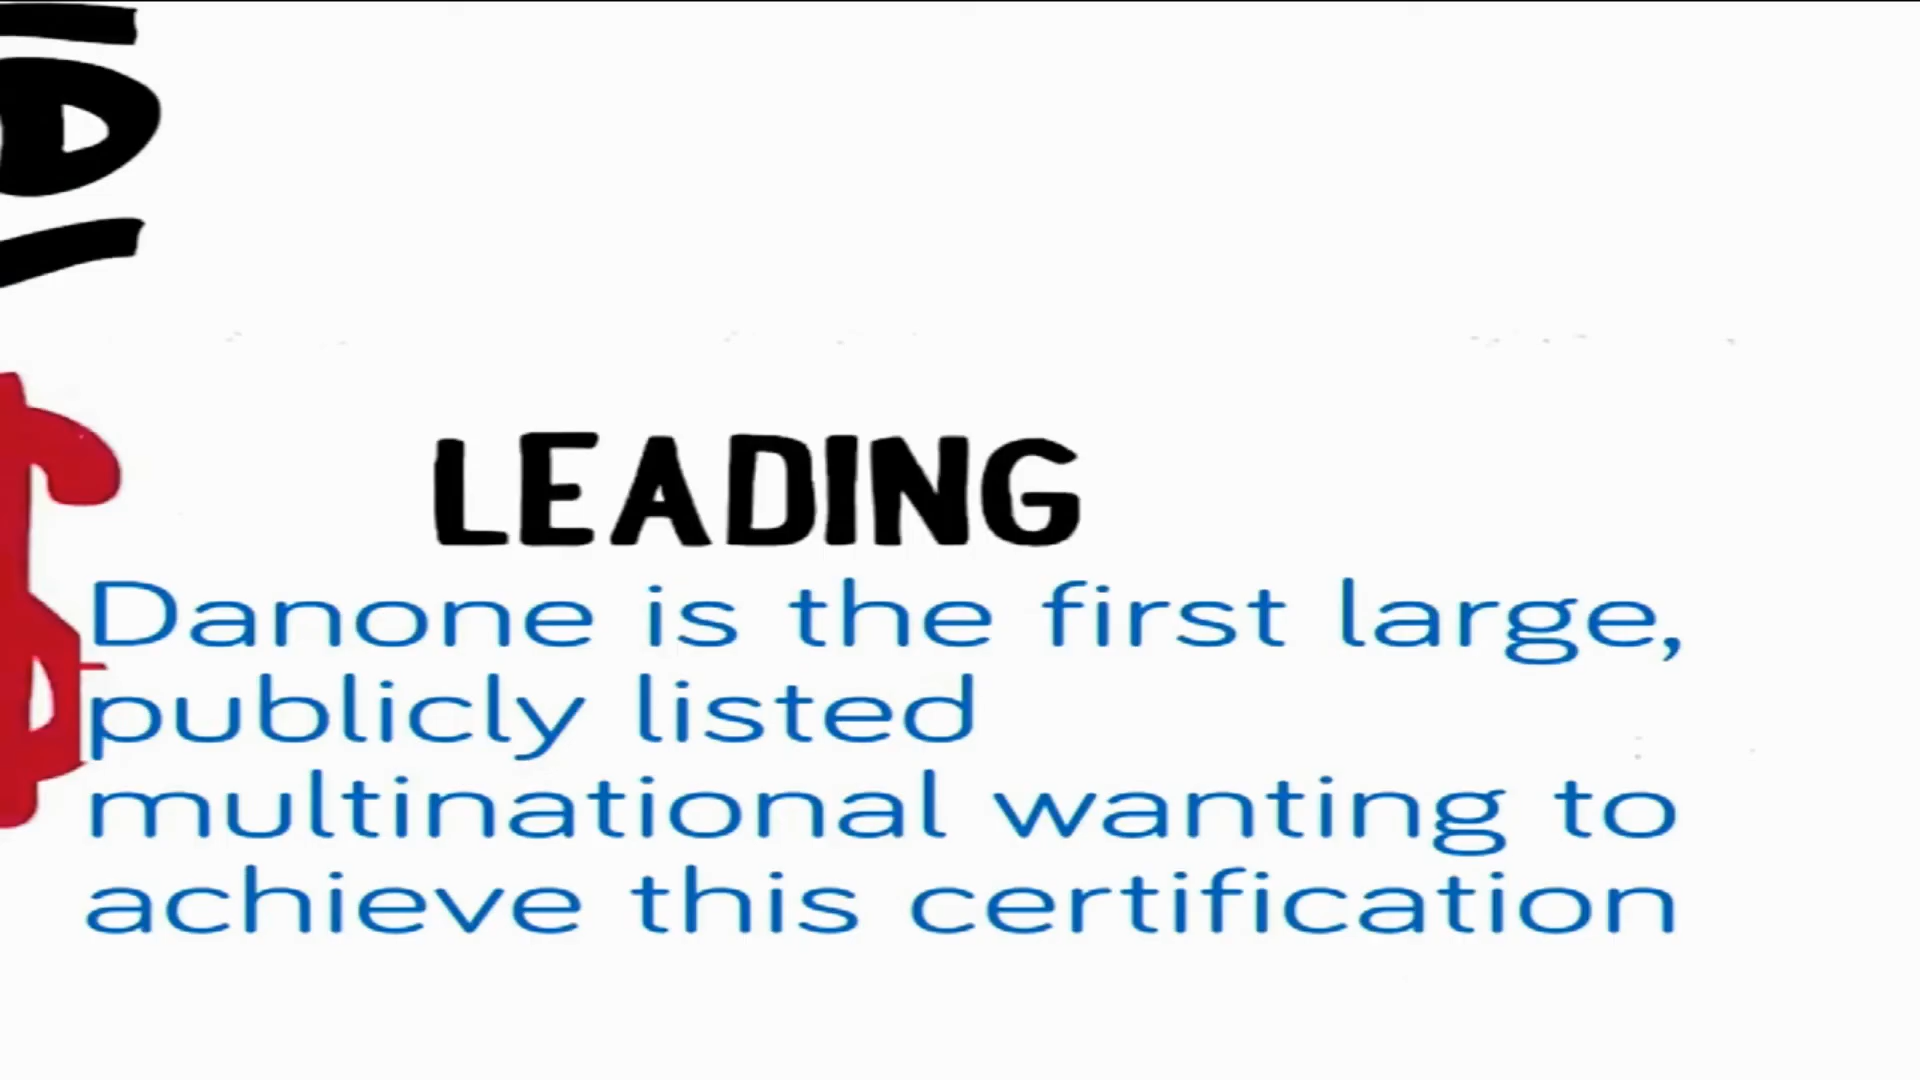 D
$
LEADING
Danone is the first large,
publicly listed
multinational wanting to
achieve this certification